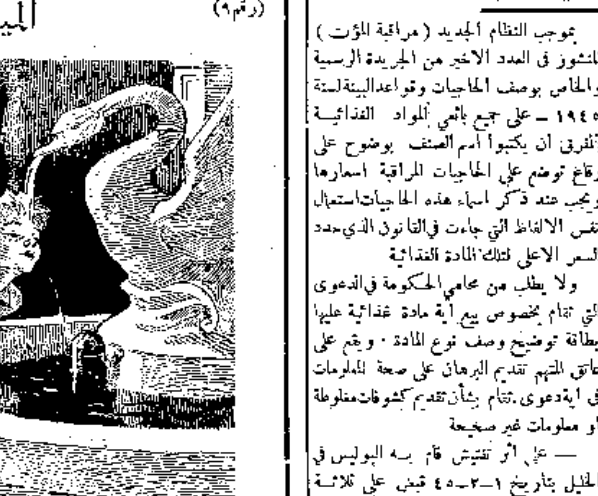 (رقم ٩)
بموجب النظام الجديد (مراقبة المؤن)
المنشور في العدد الاخير من الجريدة الرسمية
والخاص بوصف الحاجيات وقواعد البينة لسنة
١٩٤٥ — على جميع بائعي المواد الغذائية
المفرق ان يكتبوا اسم الصنف بوضوح على
رقاع توضع على الحاجيات المراقبة اسعارها
ويجب عند ذكر اسماء هذه الحاجيات استعمال
نفس الالفاظ التي جاءت في القانون الذي حدد
السعر الاعلى لتلك المادة الغذائية
ولا يطلب من محامي الحكومة في الدعوى
التي تقام بخصوص بيع أية مادة غذائية عليها
بطاقة توضيح وصف نوع المادة · ويقع على
عاتق المتهم تقديم البرهان على صحة المعلومات
في اية دعوى تقام بشأن تقديم كشوفات مغلوطة
او معلومات غير صحيحة
— على أثر تفتيش قام به البوليس في
الخليل بتاريخ ١—٢—٤٥ قبض على ثلاثة